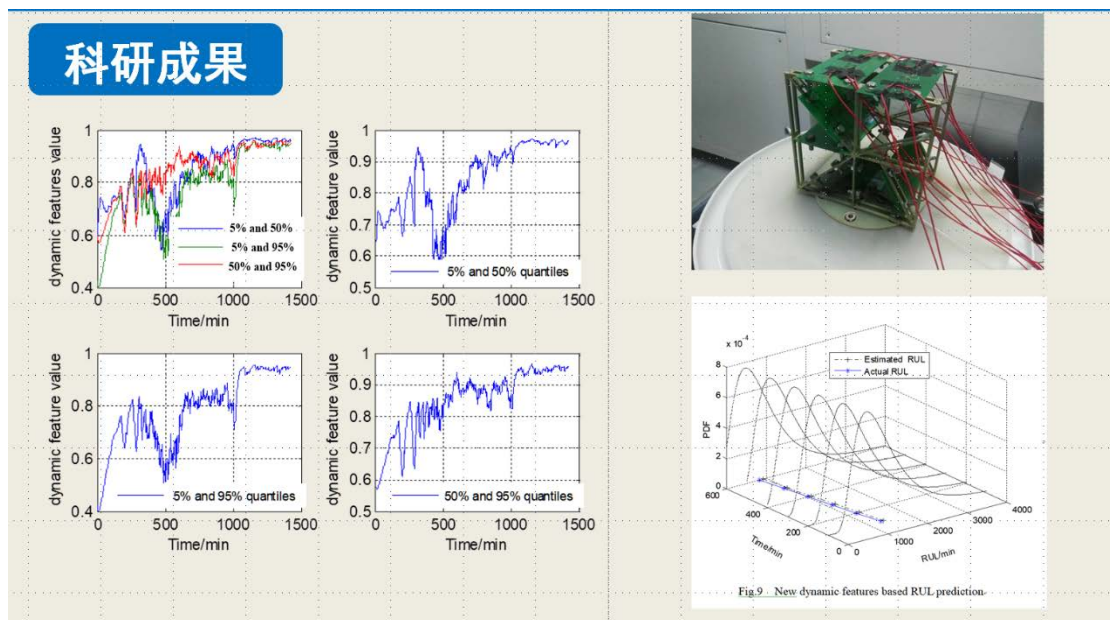 科研成果
1
0.8
0.6
0.4
0 500 1000 1500
dynamic features value
Time/min
5% and 50%
5% and 95%
50% and 95%
1
0.9
0.8
0.7
0.6
0.5
0 500 1000 1500
dynamic feature value
Time/min
5% and 50% quantiles
1
0.8
0.6
0.4
0 500 1000 1500
dynamic feature value
Time/min
5% and 95% quantiles
1
0.9
0.8
0.7
0.6
0.5
0 500 1000 1500
dynamic feature value
Time/min
50% and 95% quantiles
x 10⁻⁴
8
6
4
2
0
PDF
Estimated RUL
Actual RUL
600
400
200
0
Time/min
0
1000
2000
3000
4000
RUL/min
Fig.9 New dynamic features based RUL prediction